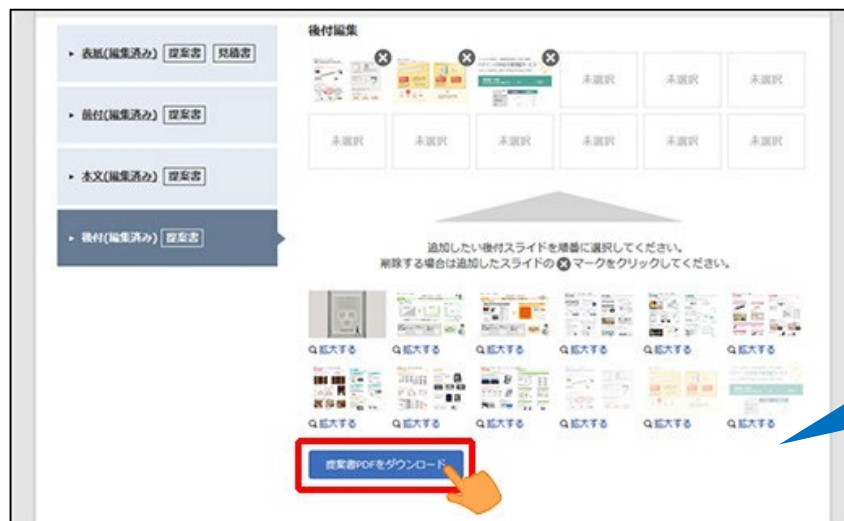 後付編集
▸ 表紙(編集済み) 提案書 見積書
▸ 前付(編集済み) 提案書
▸ 本文(編集済み) 提案書
▸ 後付(編集済み) 提案書
未選択 未選択 未選択
未選択 未選択 未選択 未選択 未選択 未選択
追加したい後付スライドを順番に選択してください。
削除する場合は追加したスライドの マークをクリックしてください。
拡大する 拡大する 拡大する 拡大する 拡大する 拡大する
拡大する 拡大する 拡大する 拡大する 拡大する 拡大する
提案書PDFをダウンロード